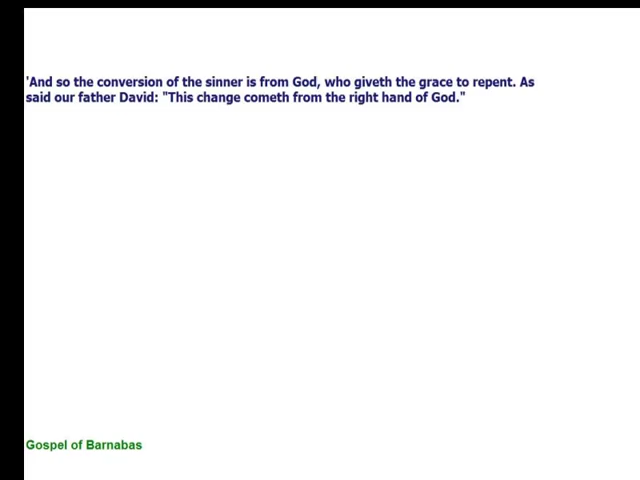 'And so the conversion of the sinner is from God, who giveth the grace to repent. As
said our father David: "This change cometh from the right hand of God."
Gospel of Barnabas